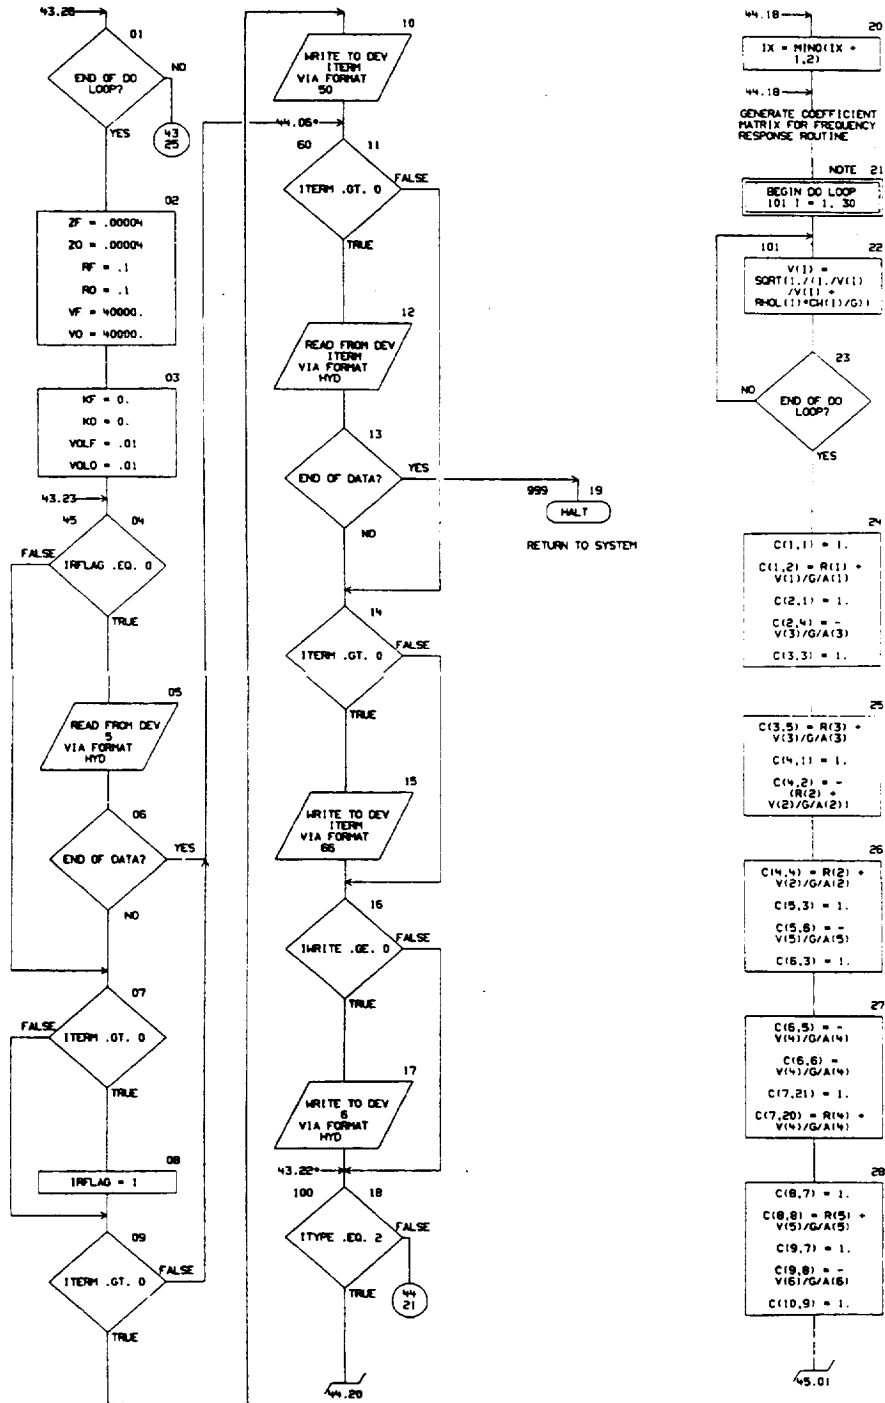 43.28
01
END OF DO
LOOP?
NO
43
25
YES
02
ZF = .00004
ZO = .00004
RF = .1
RO = .1
VF = 40000.
VO = 40000.
03
KF = 0.
KO = 0.
VOLF = .01
VOLO = .01
43.23
45
04
IRFLAG .EQ. 0
FALSE
TRUE
05
READ FROM DEV
5
VIA FORMAT
HYD
06
END OF DATA?
YES
NO
07
ITERM .GT. 0
FALSE
TRUE
08
IRFLAG = 1
09
ITERM .GT. 0
FALSE
TRUE
10
WRITE TO DEV
ITERM
VIA FORMAT
50
44.06*
60
11
ITERM .GT. 0
FALSE
TRUE
12
READ FROM DEV
ITERM
VIA FORMAT
HYD
13
END OF DATA?
YES
NO
999
19
HALT
RETURN TO SYSTEM
14
ITERM .GT. 0
FALSE
TRUE
15
WRITE TO DEV
ITERM
VIA FORMAT
66
16
IWRITE .GE. 0
FALSE
TRUE
17
WRITE TO DEV
6
VIA FORMAT
HYD
43.22*
100
18
ITYPE .EQ. 2
FALSE
44
21
TRUE
44.20
44.18
20
IX = MINO(IX +
1,2)
44.18
GENERATE COEFFICIENT
MATRIX FOR FREQUENCY
RESPONSE ROUTINE
NOTE 21
BEGIN DO LOOP
101 I = 1, 30
101
22
V(I) =
SQRT(1./(1./V(I)
/V(I) +
RHOL(I)*CW(I)/G))
23
NO
END OF DO
LOOP?
YES
24
C(1,1) = 1.
C(1,2) = R(1) +
V(1)/G/A(1)
C(2,1) = 1.
C(2,4) = -
V(3)/G/A(3)
C(3,3) = 1.
25
C(3,5) = R(3) +
V(3)/G/A(3)
C(4,1) = 1.
C(4,2) = -
(R(2) +
V(2)/G/A(2))
26
C(4,4) = R(2) +
V(2)/G/A(2)
C(5,3) = 1.
C(5,6) = -
V(5)/G/A(5)
C(6,3) = 1.
27
C(6,5) = -
V(4)/G/A(4)
C(6,6) =
V(4)/G/A(4)
C(7,21) = 1.
C(7,20) = R(4) +
V(4)/G/A(4)
28
C(8,7) = 1.
C(8,8) = R(5) +
V(5)/G/A(5)
C(9,7) = 1.
C(9,8) = -
V(6)/G/A(6)
C(10,9) = 1.
45.01